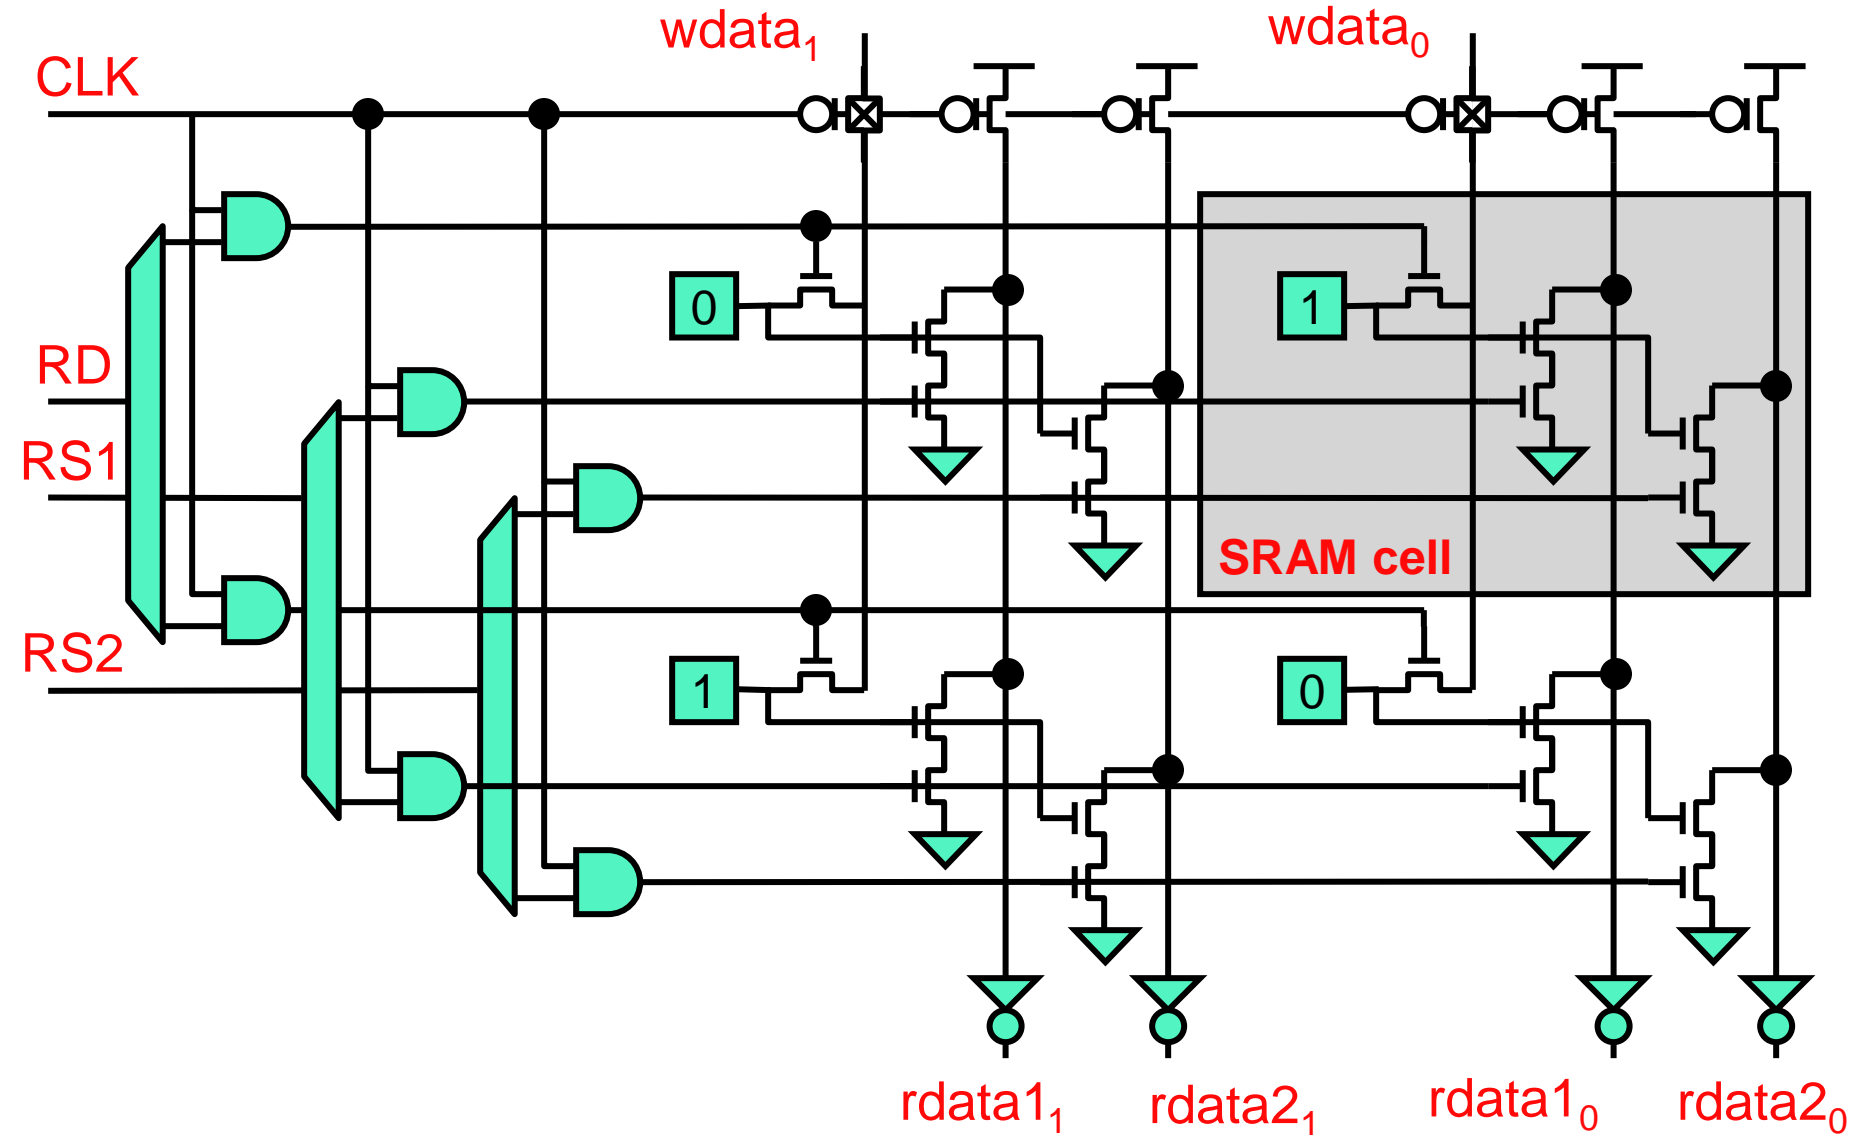 wdata₁
wdata₀
CLK
0
1
RD
RS1
SRAM cell
RS2
1
0
rdata1₁
rdata2₁
rdata1₀
rdata2₀